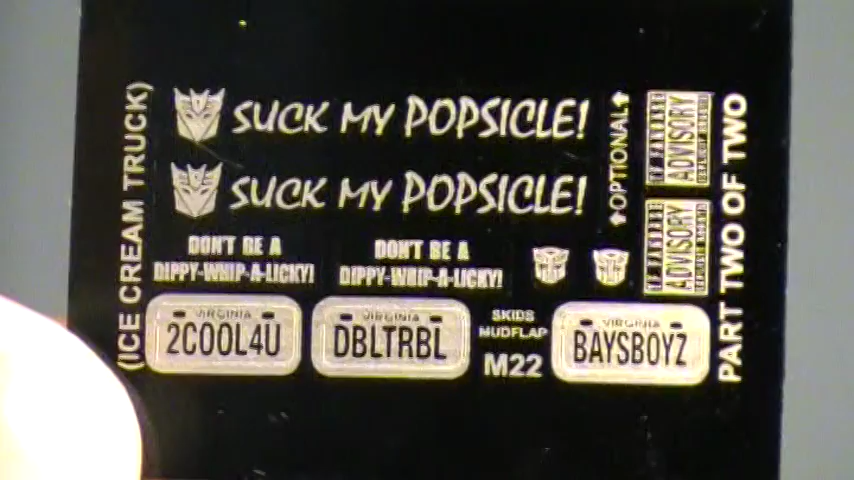 (ICE CREAM TRUCK)
SUCK MY POPSICLE!
SUCK MY POPSICLE!
OPTIONAL
ADVISORY
ADVISORY
PART TWO OF TWO
DON'T BE A
DIPPY-WHIP-A-LICKY!
DON'T BE A
DIPPY-WHIP-A-LICKY!
VIRGINIA
2COOL4U
VIRGINIA
DBLTRBL
SKIDS
MUDFLAP
M22
VIRGINIA
BAYSBOYZ